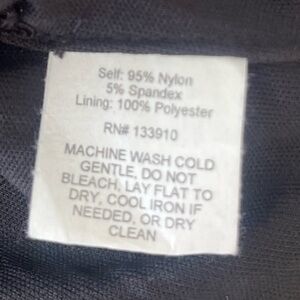 Self: 95% Nylon
5% Spandex
Lining: 100% Polyester
RN# 133910
MACHINE WASH COLD
GENTLE, DO NOT
BLEACH, LAY FLAT TO
DRY, COOL IRON IF
NEEDED, OR DRY
CLEAN